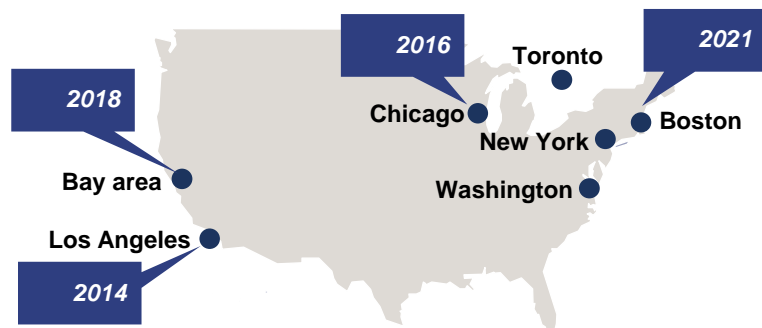 2016
2021
Toronto
2018
Chicago
Boston
New York
Bay area
Washington
Los Angeles
2014